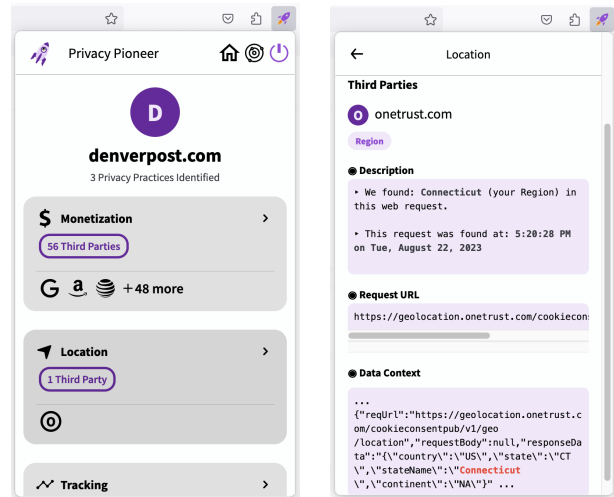 Privacy Pioneer
D
denverpost.com
3 Privacy Practices Identified
$ Monetization
56 Third Parties
G a +48 more
Location
1 Third Party
Tracking
Location
Third Parties
O onetrust.com
Region
Description
‣ We found: Connecticut (your Region) in
this web request.
‣ This request was found at: 5:20:28 PM
on Tue, August 22, 2023
Request URL
https://geolocation.onetrust.com/cookiecons
Data Context
...
{"reqUrl":"https://geolocation.onetrust.c
om/cookieconsentpub/v1/geo
/location","requestBody":null,"responseDa
ta":"{\"country\":\"US\",\"state\":\"CT
\",\"stateName\":\"Connecticut
\",\"continent\":\"NA\"}" ...